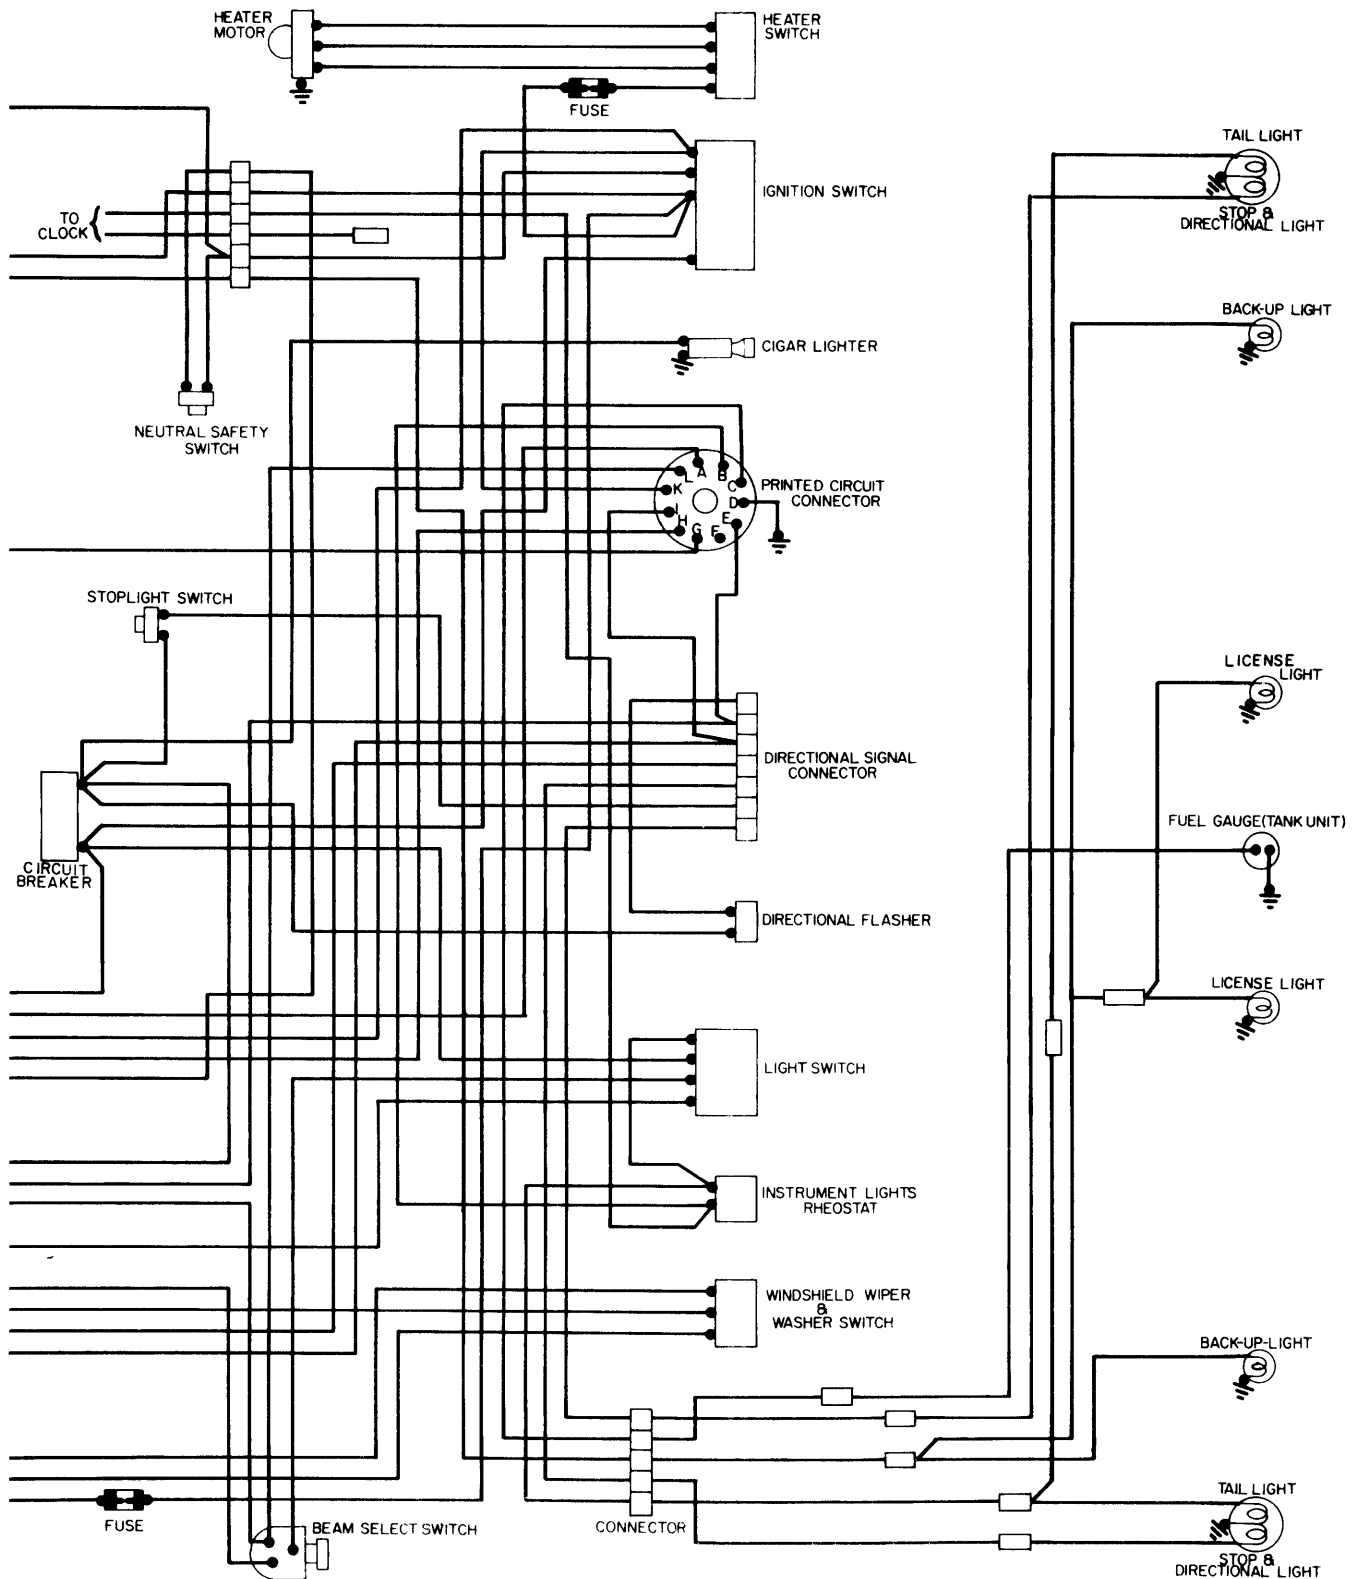 HEATER
MOTOR
HEATER
SWITCH
FUSE
TAIL LIGHT
IGNITION SWITCH
TO
CLOCK
STOP &
DIRECTIONAL LIGHT
BACK-UP LIGHT
CIGAR LIGHTER
NEUTRAL SAFETY
SWITCH
PRINTED CIRCUIT
CONNECTOR
A
B
C
D
E
F
G
H
I
K
L
STOPLIGHT SWITCH
LICENSE
LIGHT
DIRECTIONAL SIGNAL
CONNECTOR
FUEL GAUGE(TANK UNIT)
CIRCUIT
BREAKER
DIRECTIONAL FLASHER
LICENSE LIGHT
LIGHT SWITCH
INSTRUMENT LIGHTS
RHEOSTAT
WINDSHIELD WIPER
&
WASHER SWITCH
BACK-UP-LIGHT
TAIL LIGHT
FUSE
BEAM SELECT SWITCH
CONNECTOR
STOP &
DIRECTIONAL LIGHT